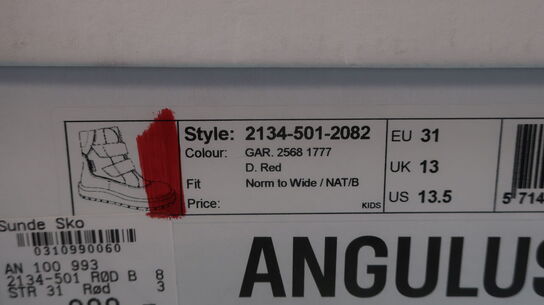 Style: 2134-501-2082
Colour: GAR. 2568 1777
D. Red
Fit Norm to Wide / NAT/B
Price:
KIDS
EU 31
UK 13
US 13.5
5 714
Sunde Sko
0310990060
AN 100 993
2134-501 RØD B 8
STR 31 Rød 3
ANGULUS